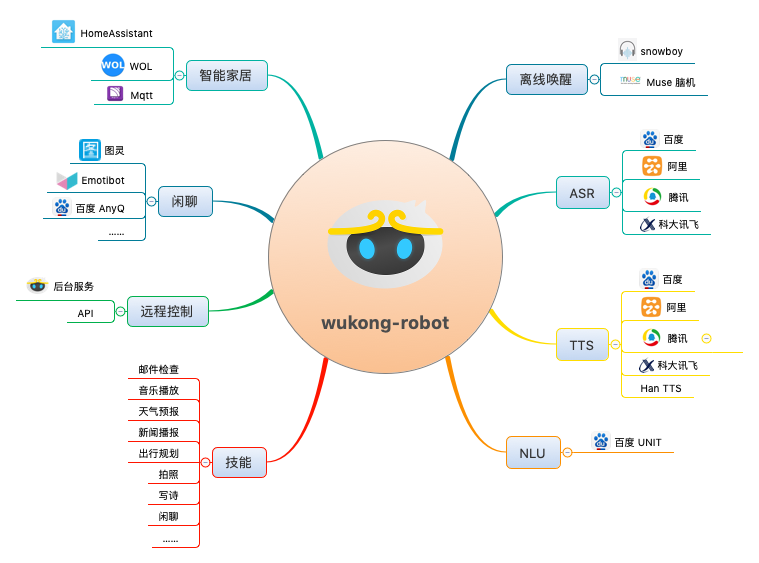 HomeAssistant
WOL
WOL
Mqtt
智能家居
图
图灵
Emotibot
百度 AnyQ
......
闲聊
后台服务
API
远程控制
邮件检查
音乐播放
天气预报
新闻播报
出行规划
拍照
写诗
闲聊
......
技能
wukong-robot
离线唤醒
snowboy
muse
Muse 脑机
ASR
du
百度
阿里
腾讯
科大讯飞
TTS
du
百度
阿里
腾讯
科大讯飞
Han TTS
NLU
du
百度 UNIT